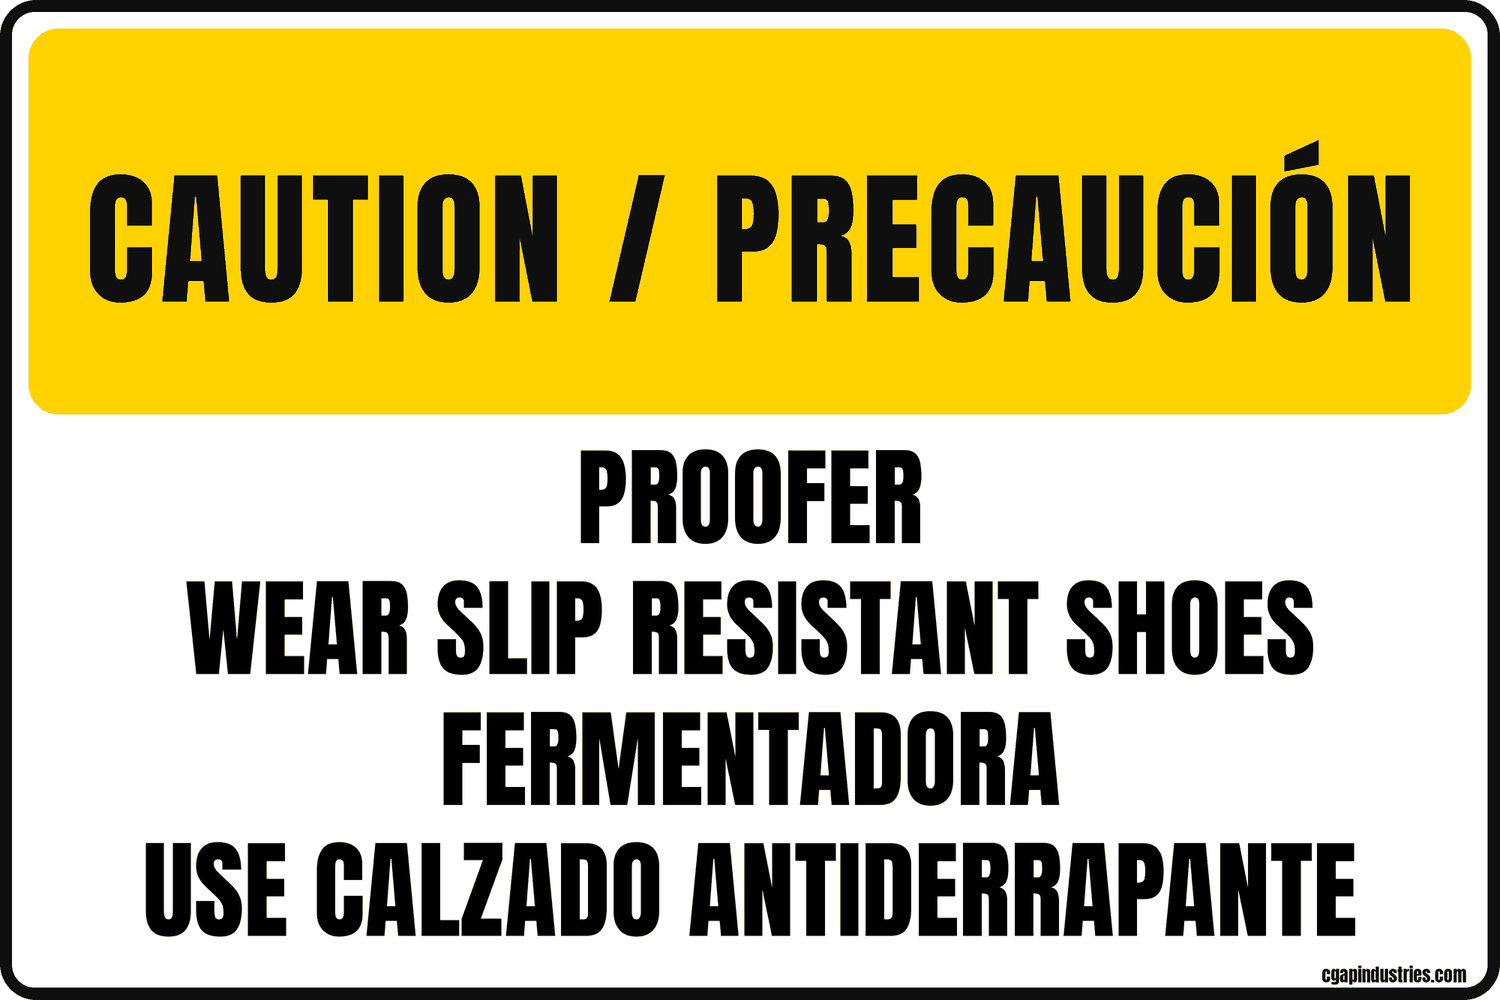 CAUTION / PRECAUCIÓN
PROOFER
WEAR SLIP RESISTANT SHOES
FERMENTADORA
USE CALZADO ANTIDERRAPANTE
cgapindustries.com